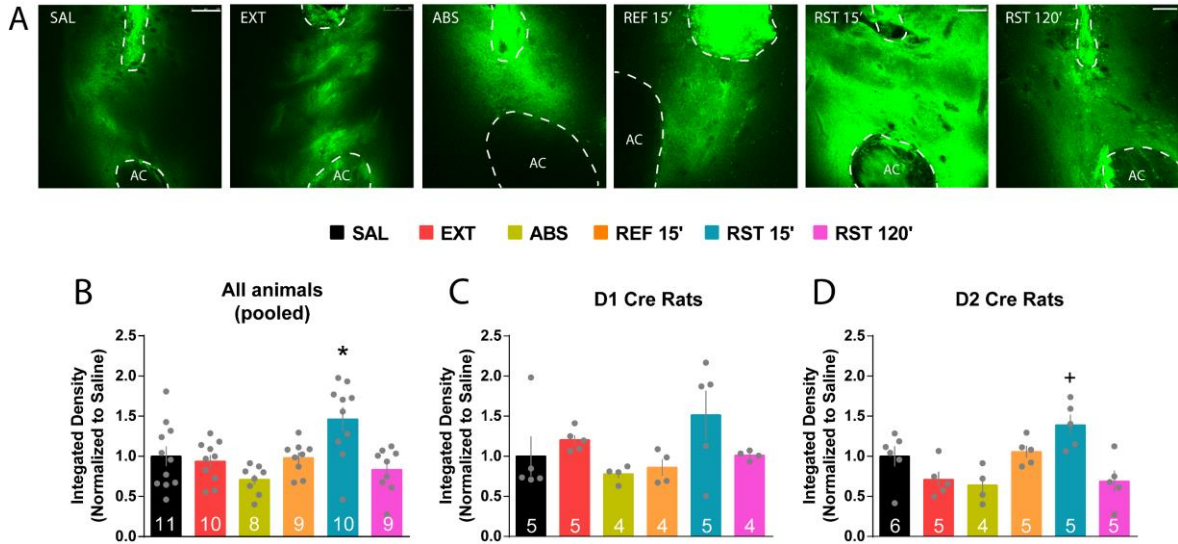 A
SAL EXT ABS REF 15' RST 15' RST 120'
AC AC AC AC AC AC
SAL EXT ABS REF 15' RST 15' RST 120'
B
All animals
(pooled)
Integated Density
(Normalized to Saline)
2.5
2.0
1.5
1.0
0.5
0.0
*
11 10 8 9 10 9
C
D1 Cre Rats
Integated Density
(Normalized to Saline)
2.5
2.0
1.5
1.0
0.5
0.0
5 5 4 4 5 4
D
D2 Cre Rats
Integated Density
(Normalized to Saline)
2.5
2.0
1.5
1.0
0.5
0.0
+
6 5 4 5 5 5